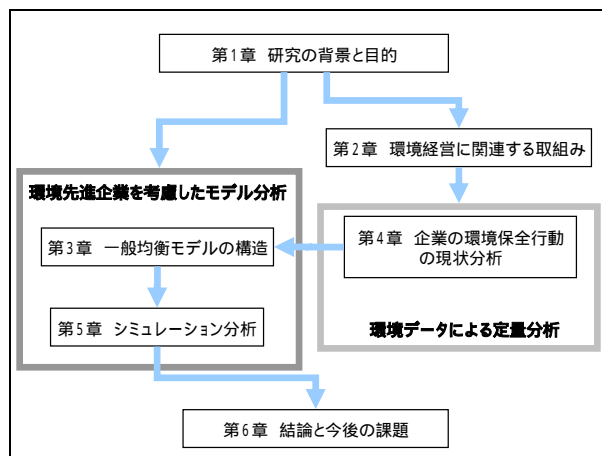 第1章 研究の背景と目的
第2章 環境経営に関連する取組み
環境先進企業を考慮したモデル分析
第3章 一般均衡モデルの構造
第4章 企業の環境保全行動
の現状分析
第5章 シミュレーション分析
環境データによる定量分析
第6章 結論と今後の課題